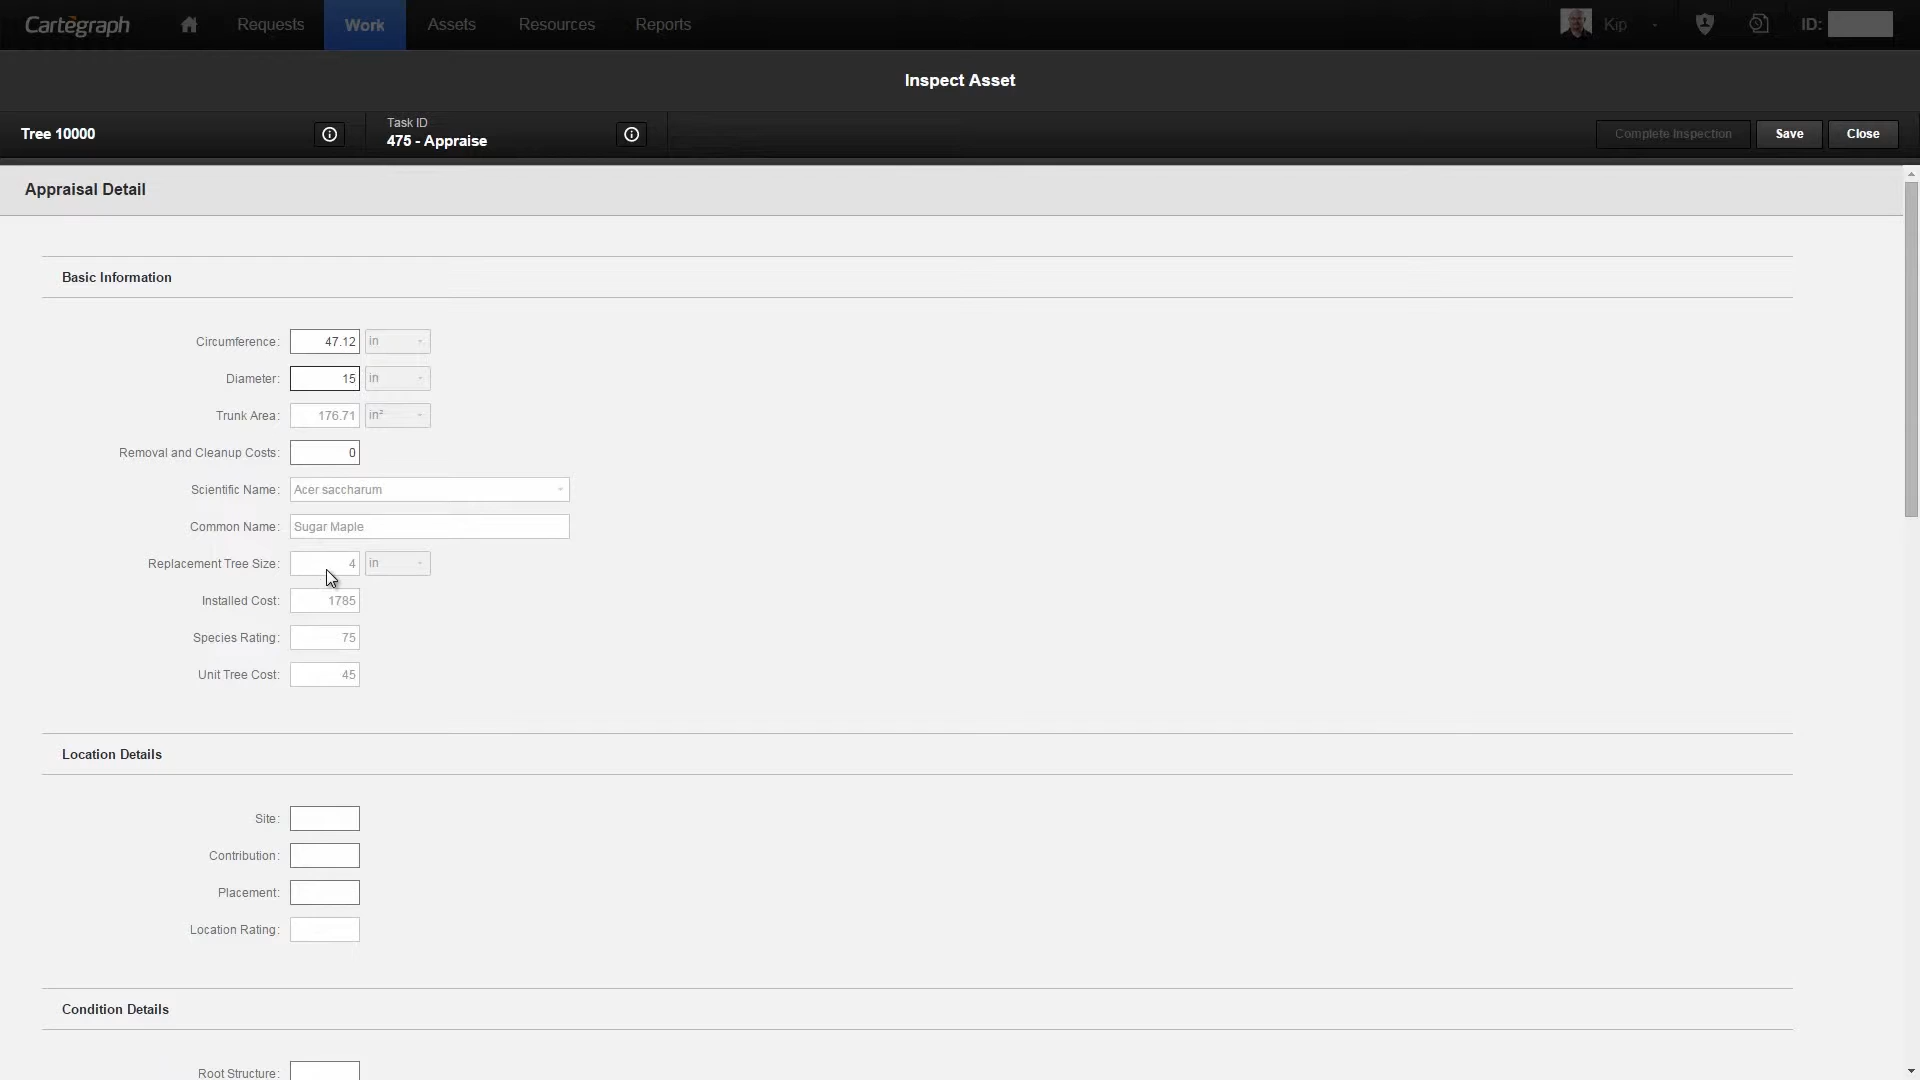 Cartēgraph Requests Work Assets Resources Reports Kip ID:
Inspect Asset
Tree 10000
Task ID
475 - Appraise
Complete Inspection Save Close
Appraisal Detail
Basic Information
Circumference: 47.12 in
Diameter: 15 in
Trunk Area: 176.71 in²
Removal and Cleanup Costs: 0
Scientific Name: Acer saccharum
Common Name: Sugar Maple
Replacement Tree Size: 4 in
Installed Cost: 1785
Species Rating: 75
Unit Tree Cost: 45
Location Details
Site:
Contribution:
Placement:
Location Rating:
Condition Details
Root Structure: